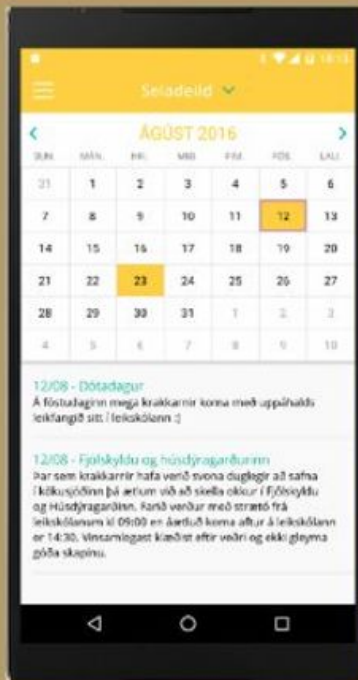 18:13
Seladeild
ÁGÚST 2016
SUN. MÁN. ÞRI. MIÐ. FIM. FÖS. LAU.
31 1 2 3 4 5 6
7 8 9 10 11 12 13
14 15 16 17 18 19 20
21 22 23 24 25 26 27
28 29 30 31 1 2 3
4 5 6 7 8 9 10
12/08 - Dótadagur
Á föstudaginn mega krakkarnir koma með uppáhalds
leikfangið sitt í leikskólann :)
12/08 - Fjölskyldu og húsdýragarðurinn
Þar sem krakkarnir hafa verið svona duglegir að safna
í kökusjóðinn þá ætlum við að skella okkur í Fjölskyldu
og Húsdýragarðinn. Farið verður með strætó frá
leikskólanum kl 09:00 en áætluð koma aftur á leikskólann
er 14:30. Vinsamlegast klæðist eftir veðri og ekki gleyma
góða skapinu.